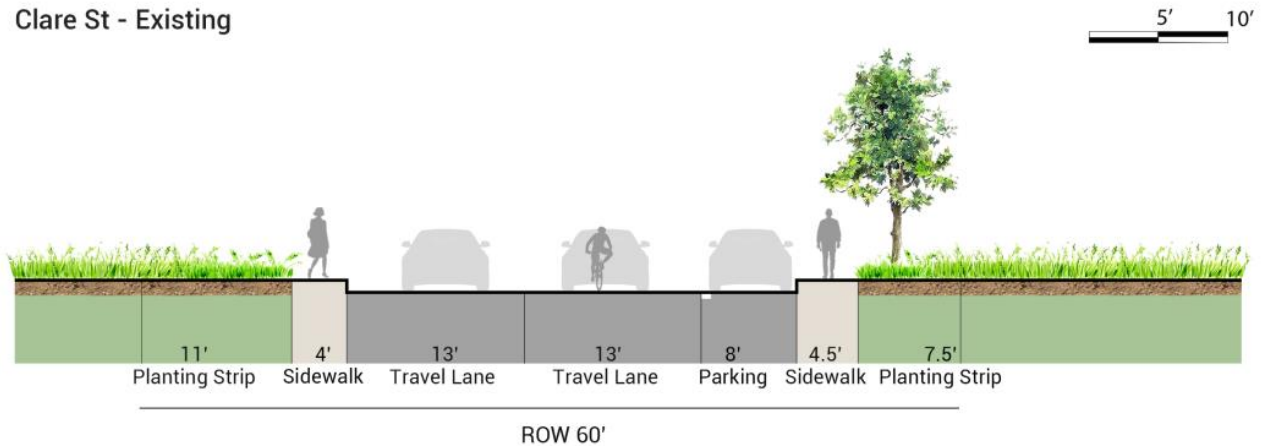 Clare St - Existing
5’ 10’
11' 4' 13' 13' 8' 4.5' 7.5'
Planting Strip Sidewalk Travel Lane Travel Lane Parking Sidewalk Planting Strip
ROW 60'